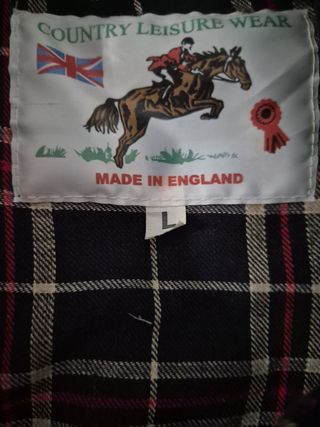 COUNTRY LEISURE WEAR
MADE IN ENGLAND
L